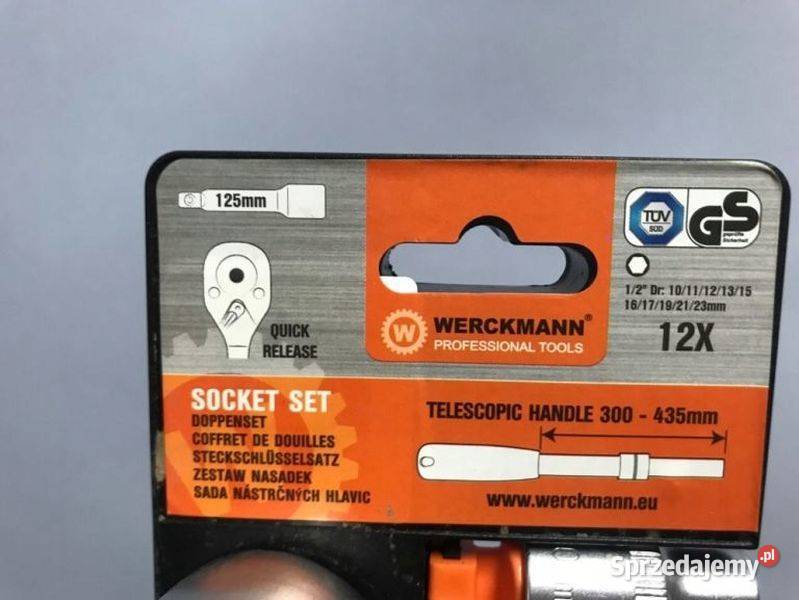 125mm
QUICK
RELEASE
WERCKMANN®
PROFESSIONAL TOOLS
TÜV
SÜD
GS
geprüfte
Sicherheit
1/2" Dr: 10/11/12/13/15
16/17/19/21/23mm
12X
SOCKET SET
DOPPENSET
COFFRET DE DOUILLES
STECKSCHLÜSSELSATZ
ZESTAW NASADEK
SADA NÁSTRČNÝCH HLAVIC
TELESCOPIC HANDLE 300 - 435mm
www.werckmann.eu
Sprzedajemy.pl